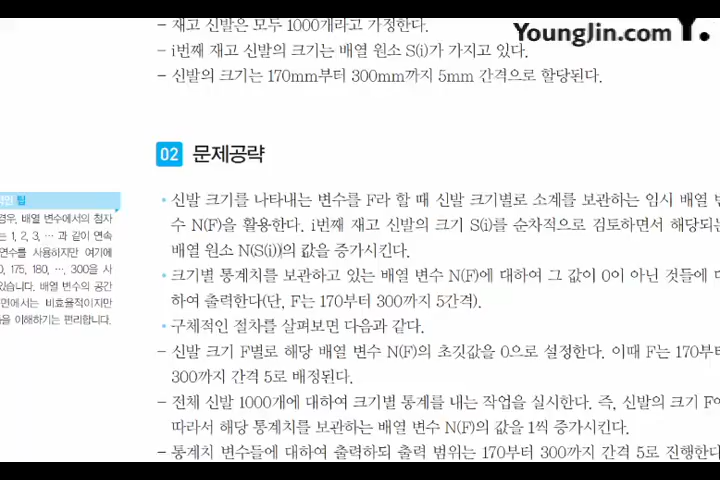 YoungJin.com Y.
– 재고 신발은 모두 1000개라고 가정한다.
– i번째 재고 신발의 크기는 배열 원소 S(i)가 가지고 있다.
– 신발의 크기는 170mm부터 300mm까지 5mm 간격으로 할당된다.
02 문제공략
• 신발 크기를 나타내는 변수를 F라 할 때 신발 크기별로 소계를 보관하는 임시 배열
수 N(F)을 활용한다. i번째 재고 신발의 크기 S(i)를 순차적으로 검토하면서 해당되는
배열 원소 N(S(i))의 값을 증가시킨다.
• 크기별 통계치를 보관하고 있는 배열 변수 N(F)에 대하여 그 값이 0이 아닌 것들에
하여 출력한다(단, F는 170부터 300까지 5간격).
• 구체적인 절차를 살펴보면 다음과 같다.
– 신발 크기 F별로 해당 배열 변수 N(F)의 초깃값을 0으로 설정한다. 이때 F는 170부터
300까지 간격 5로 배정된다.
– 전체 신발 1000개에 대하여 크기별 통계를 내는 작업을 실시한다. 즉, 신발의 크기 F에
따라서 해당 통계치를 보관하는 배열 변수 N(F)의 값을 1씩 증가시킨다.
– 통계치 변수들에 대하여 출력하되 출력 범위는 170부터 300까지 간격 5로 진행한다
팁
경우, 배열 변수에서의 첨자
는 1, 2, 3, … 과 같이 연속
연수를 사용하지만 여기에
0, 175, 180, …, 300을 사
있습니다. 배열 변수의 공간
면에서는 비효율적이지만
을 이해하기는 편리합니다.